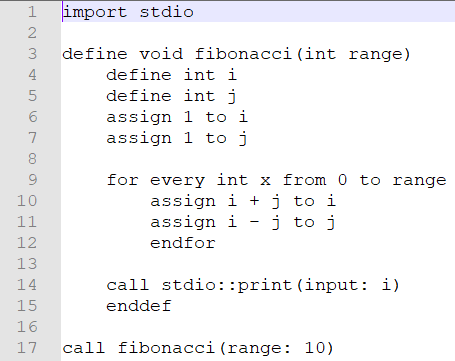 1 import stdio
2
3 define void fibonacci(int range)
4     define int i
5     define int j
6     assign 1 to i
7     assign 1 to j
8
9     for every int x from 0 to range
10         assign i + j to i
11         assign i - j to j
12         endfor
13
14     call stdio::print(input: i)
15     enddef
16
17 call fibonacci(range: 10)